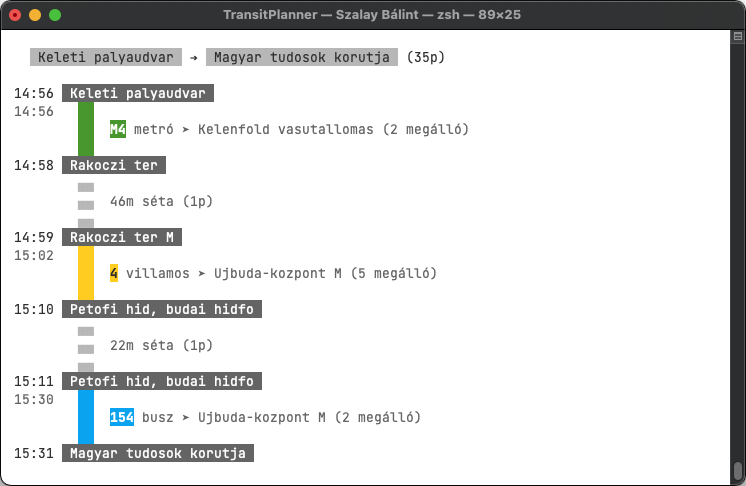 TransitPlanner — Szalay Bálint — zsh — 89×25
Keleti palyaudvar → Magyar tudosok korutja (35p)
14:56 Keleti palyaudvar
14:56
M4 metró ➤ Kelenfold vasutallomas (2 megálló)
14:58 Rakoczi ter
46m séta (1p)
14:59 Rakoczi ter M
15:02
4 villamos ➤ Ujbuda-kozpont M (5 megálló)
15:10 Petofi hid, budai hidfo
22m séta (1p)
15:11 Petofi hid, budai hidfo
15:30
154 busz ➤ Ujbuda-kozpont M (2 megálló)
15:31 Magyar tudosok korutja